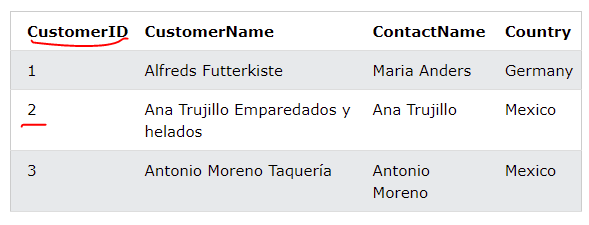 CustomerID CustomerName ContactName Country
1 Alfreds Futterkiste Maria Anders Germany
2 Ana Trujillo Emparedados y Ana Trujillo Mexico
helados
3 Antonio Moreno Taquería Antonio Mexico
Moreno